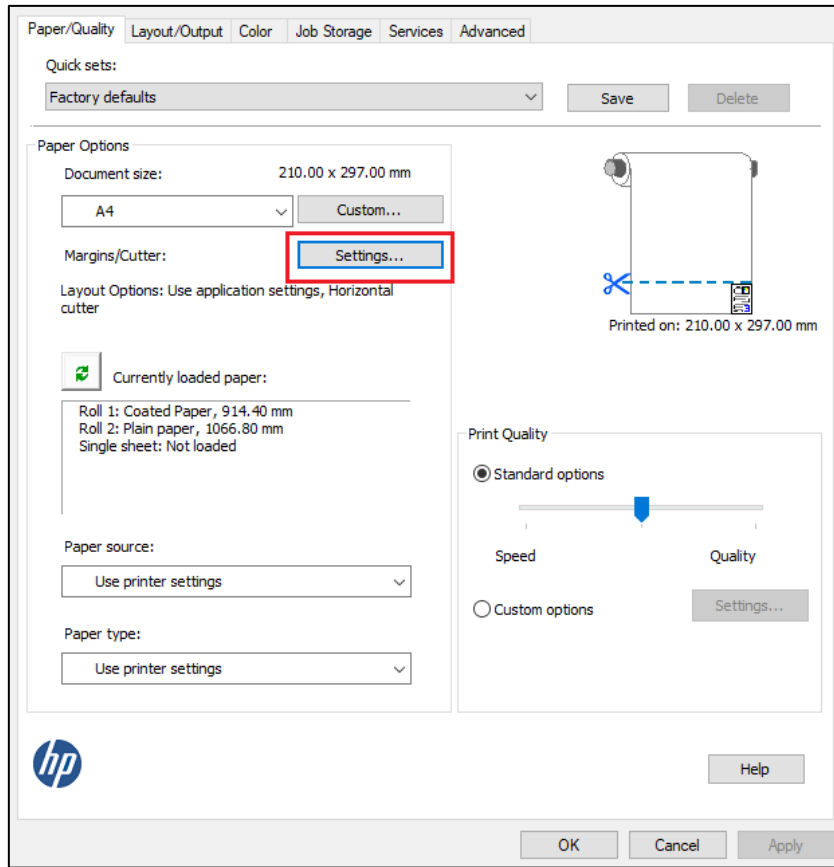 Paper/Quality Layout/Output Color Job Storage Services Advanced
Quick sets:
Factory defaults
Save Delete
Paper Options
Document size: 210.00 x 297.00 mm
A4 Custom...
Margins/Cutter: Settings...
Layout Options: Use application settings, Horizontal
cutter
Printed on: 210.00 x 297.00 mm
Currently loaded paper:
Roll 1: Coated Paper, 914.40 mm
Roll 2: Plain paper, 1066.80 mm
Single sheet: Not loaded
Paper source:
Use printer settings
Paper type:
Use printer settings
Print Quality
Standard options
Speed Quality
Custom options Settings...
hp
Help
OK Cancel Apply